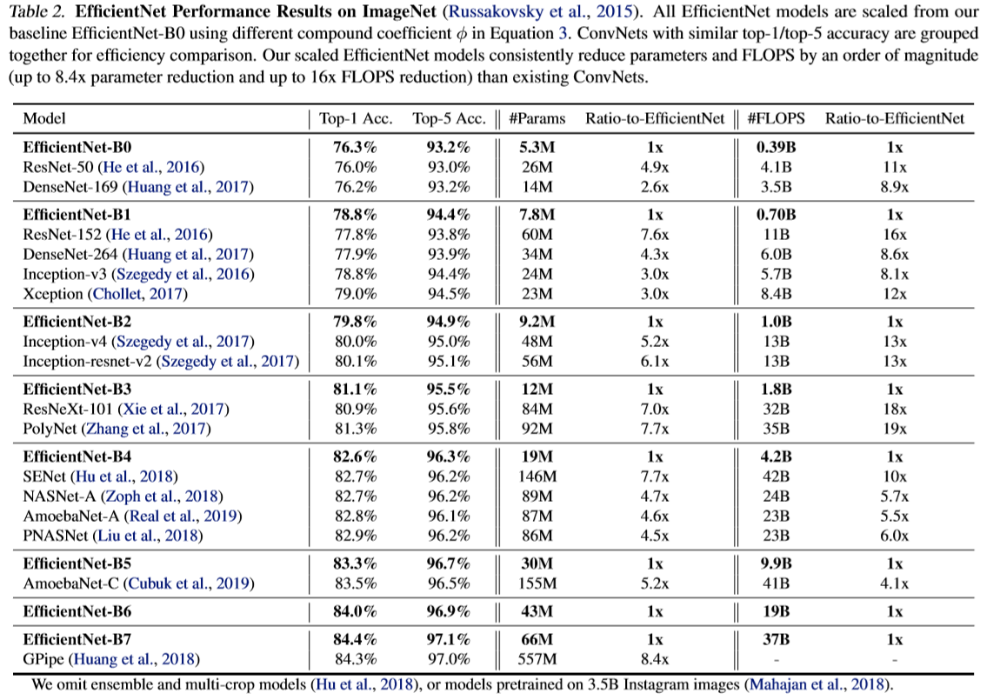 Table 2. EfficientNet Performance Results on ImageNet (Russakovsky et al., 2015). All EfficientNet models are scaled from our
baseline EfficientNet-B0 using different compound coefficient ϕ in Equation 3. ConvNets with similar top-1/top-5 accuracy are grouped
together for efficiency comparison. Our scaled EfficientNet models consistently reduce parameters and FLOPS by an order of magnitude
(up to 8.4x parameter reduction and up to 16x FLOPS reduction) than existing ConvNets.
Model Top-1 Acc. Top-5 Acc. #Params Ratio-to-EfficientNet #FLOPS Ratio-to-EfficientNet
EfficientNet-B0 76.3% 93.2% 5.3M 1x 0.39B 1x
ResNet-50 (He et al., 2016) 76.0% 93.0% 26M 4.9x 4.1B 11x
DenseNet-169 (Huang et al., 2017) 76.2% 93.2% 14M 2.6x 3.5B 8.9x
EfficientNet-B1 78.8% 94.4% 7.8M 1x 0.70B 1x
ResNet-152 (He et al., 2016) 77.8% 93.8% 60M 7.6x 11B 16x
DenseNet-264 (Huang et al., 2017) 77.9% 93.9% 34M 4.3x 6.0B 8.6x
Inception-v3 (Szegedy et al., 2016) 78.8% 94.4% 24M 3.0x 5.7B 8.1x
Xception (Chollet, 2017) 79.0% 94.5% 23M 3.0x 8.4B 12x
EfficientNet-B2 79.8% 94.9% 9.2M 1x 1.0B 1x
Inception-v4 (Szegedy et al., 2017) 80.0% 95.0% 48M 5.2x 13B 13x
Inception-resnet-v2 (Szegedy et al., 2017) 80.1% 95.1% 56M 6.1x 13B 13x
EfficientNet-B3 81.1% 95.5% 12M 1x 1.8B 1x
ResNeXt-101 (Xie et al., 2017) 80.9% 95.6% 84M 7.0x 32B 18x
PolyNet (Zhang et al., 2017) 81.3% 95.8% 92M 7.7x 35B 19x
EfficientNet-B4 82.6% 96.3% 19M 1x 4.2B 1x
SENet (Hu et al., 2018) 82.7% 96.2% 146M 7.7x 42B 10x
NASNet-A (Zoph et al., 2018) 82.7% 96.2% 89M 4.7x 24B 5.7x
AmoebaNet-A (Real et al., 2019) 82.8% 96.1% 87M 4.6x 23B 5.5x
PNASNet (Liu et al., 2018) 82.9% 96.2% 86M 4.5x 23B 6.0x
EfficientNet-B5 83.3% 96.7% 30M 1x 9.9B 1x
AmoebaNet-C (Cubuk et al., 2019) 83.5% 96.5% 155M 5.2x 41B 4.1x
EfficientNet-B6 84.0% 96.9% 43M 1x 19B 1x
EfficientNet-B7 84.4% 97.1% 66M 1x 37B 1x
GPipe (Huang et al., 2018) 84.3% 97.0% 557M 8.4x - -
We omit ensemble and multi-crop models (Hu et al., 2018), or models pretrained on 3.5B Instagram images (Mahajan et al., 2018).